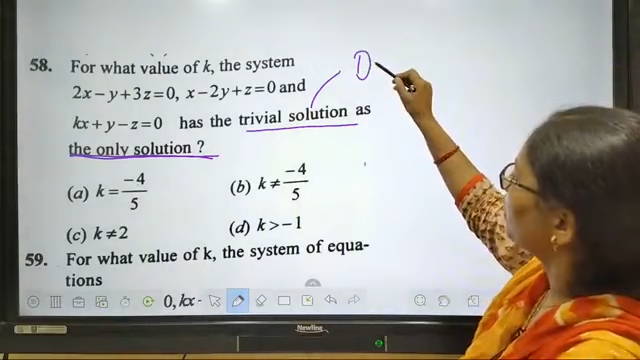 58. For what value of k, the system
2x−y+3z=0, x−2y+z=0 and
kx+y−z=0 has the trivial solution as
the only solution ?
(a) k = −4/5 (b) k ≠ −4/5
(c) k≠2 (d) k>−1
59. For what value of k, the system of equa-
tions
0, kx -
D
Newline